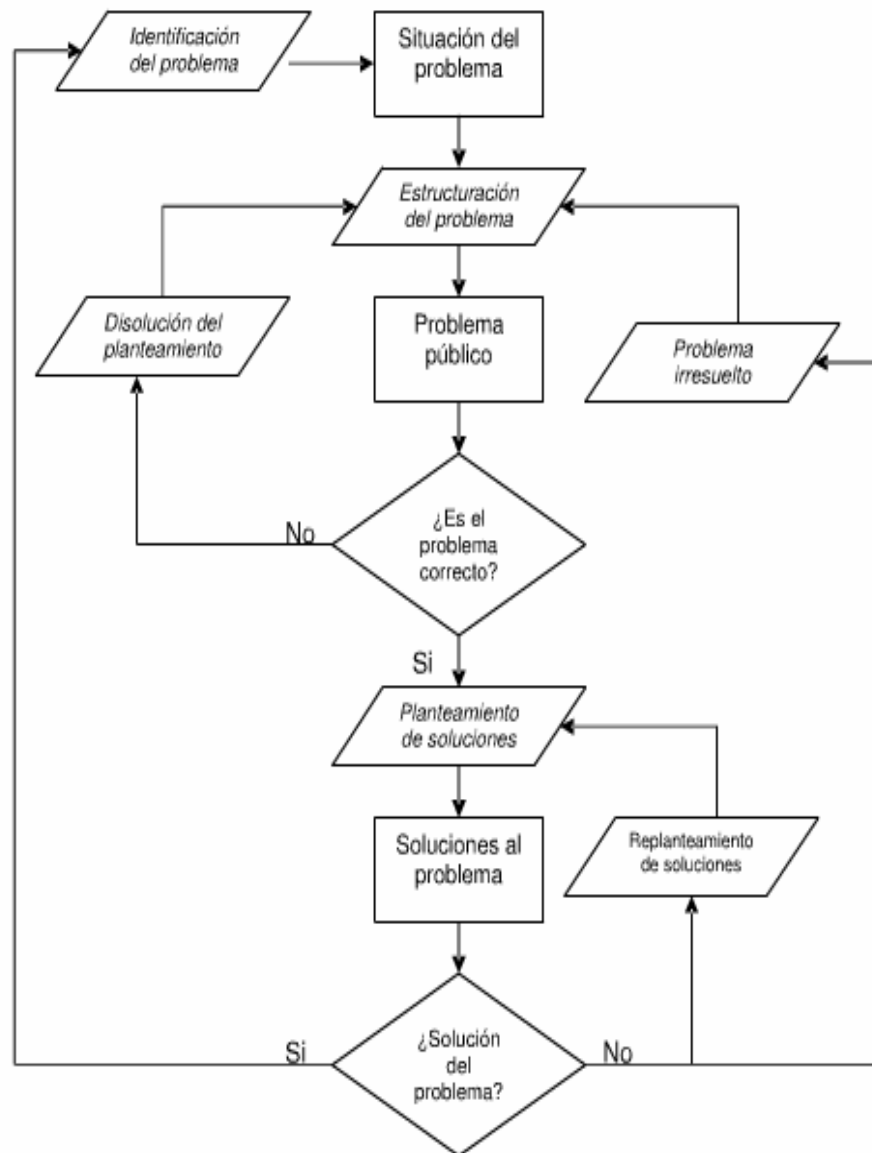 Identificación
del problema
Situación del
problema
Estructuración
del problema
Disolución del
planteamiento
Problema
público
Problema
irresuelto
No
¿Es el
problema
correcto?
Si
Planteamiento
de soluciones
Soluciones al
problema
Replanteamiento
de soluciones
Si
¿Solución
del
problema?
No